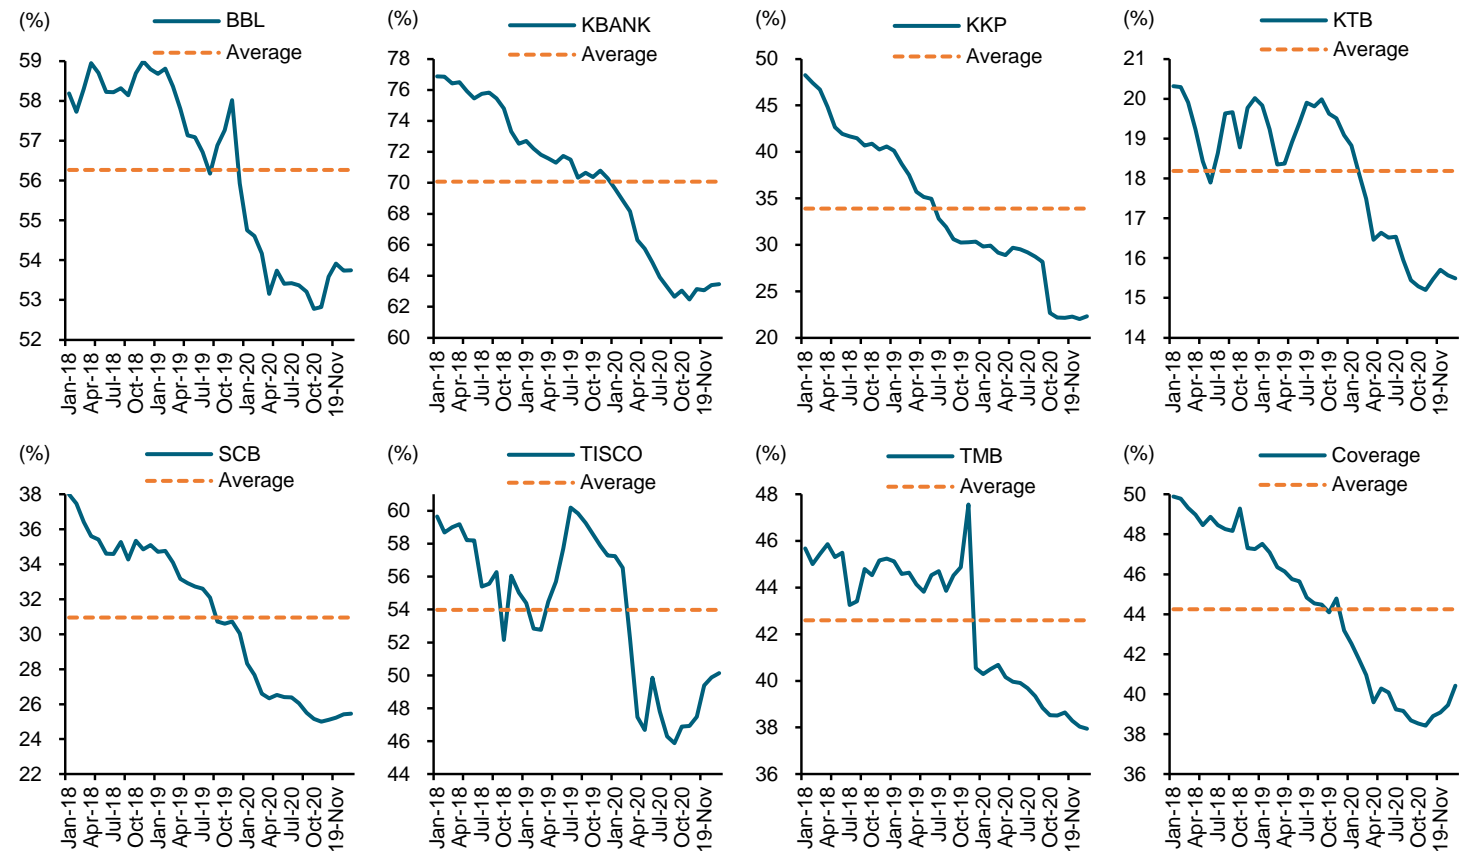 (%)
BBL
Average
59
58
57
56
55
54
53
52
Jan-18
Apr-18
Jul-18
Oct-18
Jan-19
Apr-19
Jul-19
Oct-19
Jan-20
Apr-20
Jul-20
Oct-20
19-Nov
(%)
KBANK
Average
78
76
74
72
70
68
66
64
62
60
Jan-18
Apr-18
Jul-18
Oct-18
Jan-19
Apr-19
Jul-19
Oct-19
Jan-20
Apr-20
Jul-20
Oct-20
19-Nov
(%)
KKP
Average
50
45
40
35
30
25
20
Jan-18
Apr-18
Jul-18
Oct-18
Jan-19
Apr-19
Jul-19
Oct-19
Jan-20
Apr-20
Jul-20
Oct-20
19-Nov
(%)
KTB
Average
21
20
19
18
17
16
15
14
Jan-18
Apr-18
Jul-18
Oct-18
Jan-19
Apr-19
Jul-19
Oct-19
Jan-20
Apr-20
Jul-20
Oct-20
19-Nov
(%)
SCB
Average
38
36
34
32
30
28
26
24
22
Jan-18
Apr-18
Jul-18
Oct-18
Jan-19
Apr-19
Jul-19
Oct-19
Jan-20
Apr-20
Jul-20
Oct-20
19-Nov
(%)
TISCO
Average
60
58
56
54
52
50
48
46
44
Jan-18
Apr-18
Jul-18
Oct-18
Jan-19
Apr-19
Jul-19
Oct-19
Jan-20
Apr-20
Jul-20
Oct-20
19-Nov
(%)
TMB
Average
48
46
44
42
40
38
36
Jan-18
Apr-18
Jul-18
Oct-18
Jan-19
Apr-19
Jul-19
Oct-19
Jan-20
Apr-20
Jul-20
Oct-20
19-Nov
(%)
Coverage
Average
50
48
46
44
42
40
38
36
Jan-18
Apr-18
Jul-18
Oct-18
Jan-19
Apr-19
Jul-19
Oct-19
Jan-20
Apr-20
Jul-20
Oct-20
19-Nov